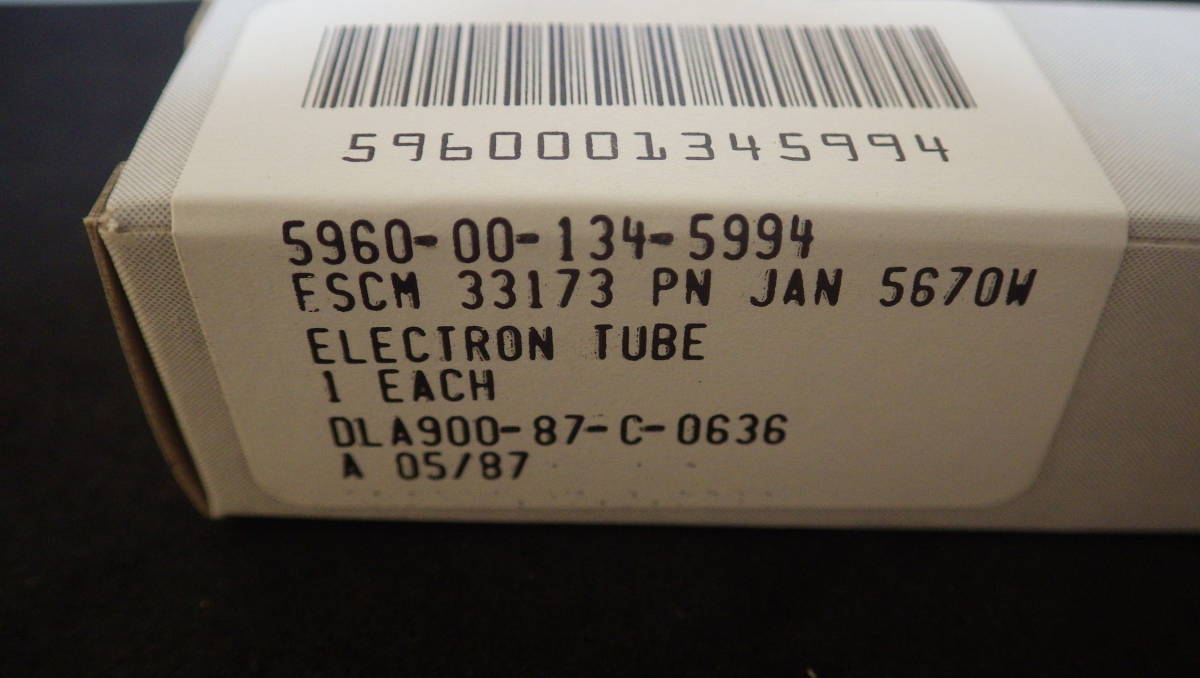 5960001345994
5960-00-134-5994
FSCM 33173 PN JAN 5670W
ELECTRON TUBE
1 EACH
DLA900-87-C-0636
A 05/87